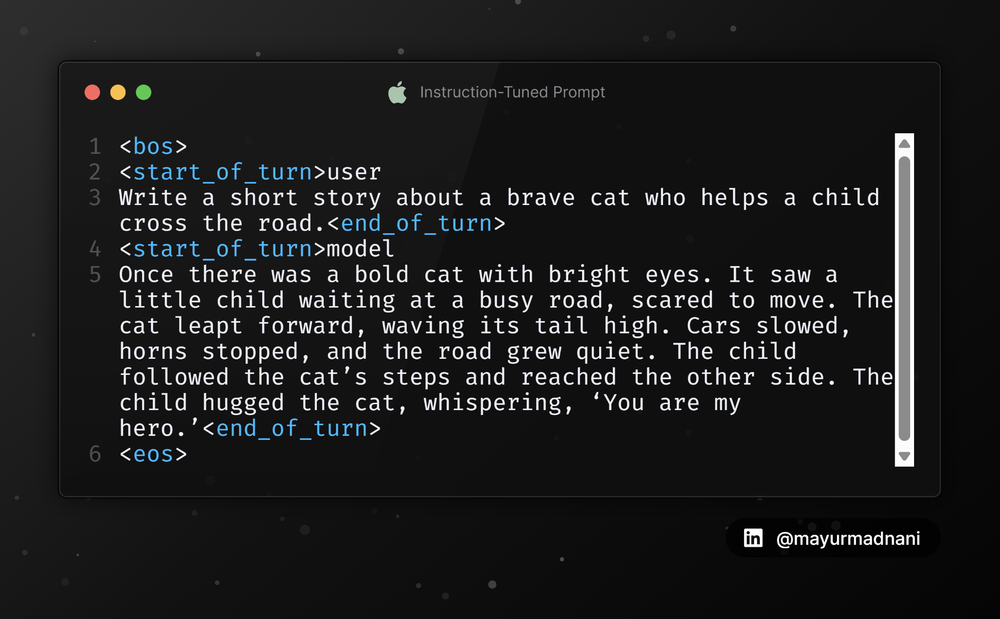 Instruction-Tuned Prompt
1 <bos>
2 <start_of_turn>user
3 Write a short story about a brave cat who helps a child
cross the road.<end_of_turn>
4 <start_of_turn>model
5 Once there was a bold cat with bright eyes. It saw a
little child waiting at a busy road, scared to move. The
cat leapt forward, waving its tail high. Cars slowed,
horns stopped, and the road grew quiet. The child
followed the cat’s steps and reached the other side. The
child hugged the cat, whispering, ‘You are my
hero.’<end_of_turn>
6 <eos>
in @mayurmadnani